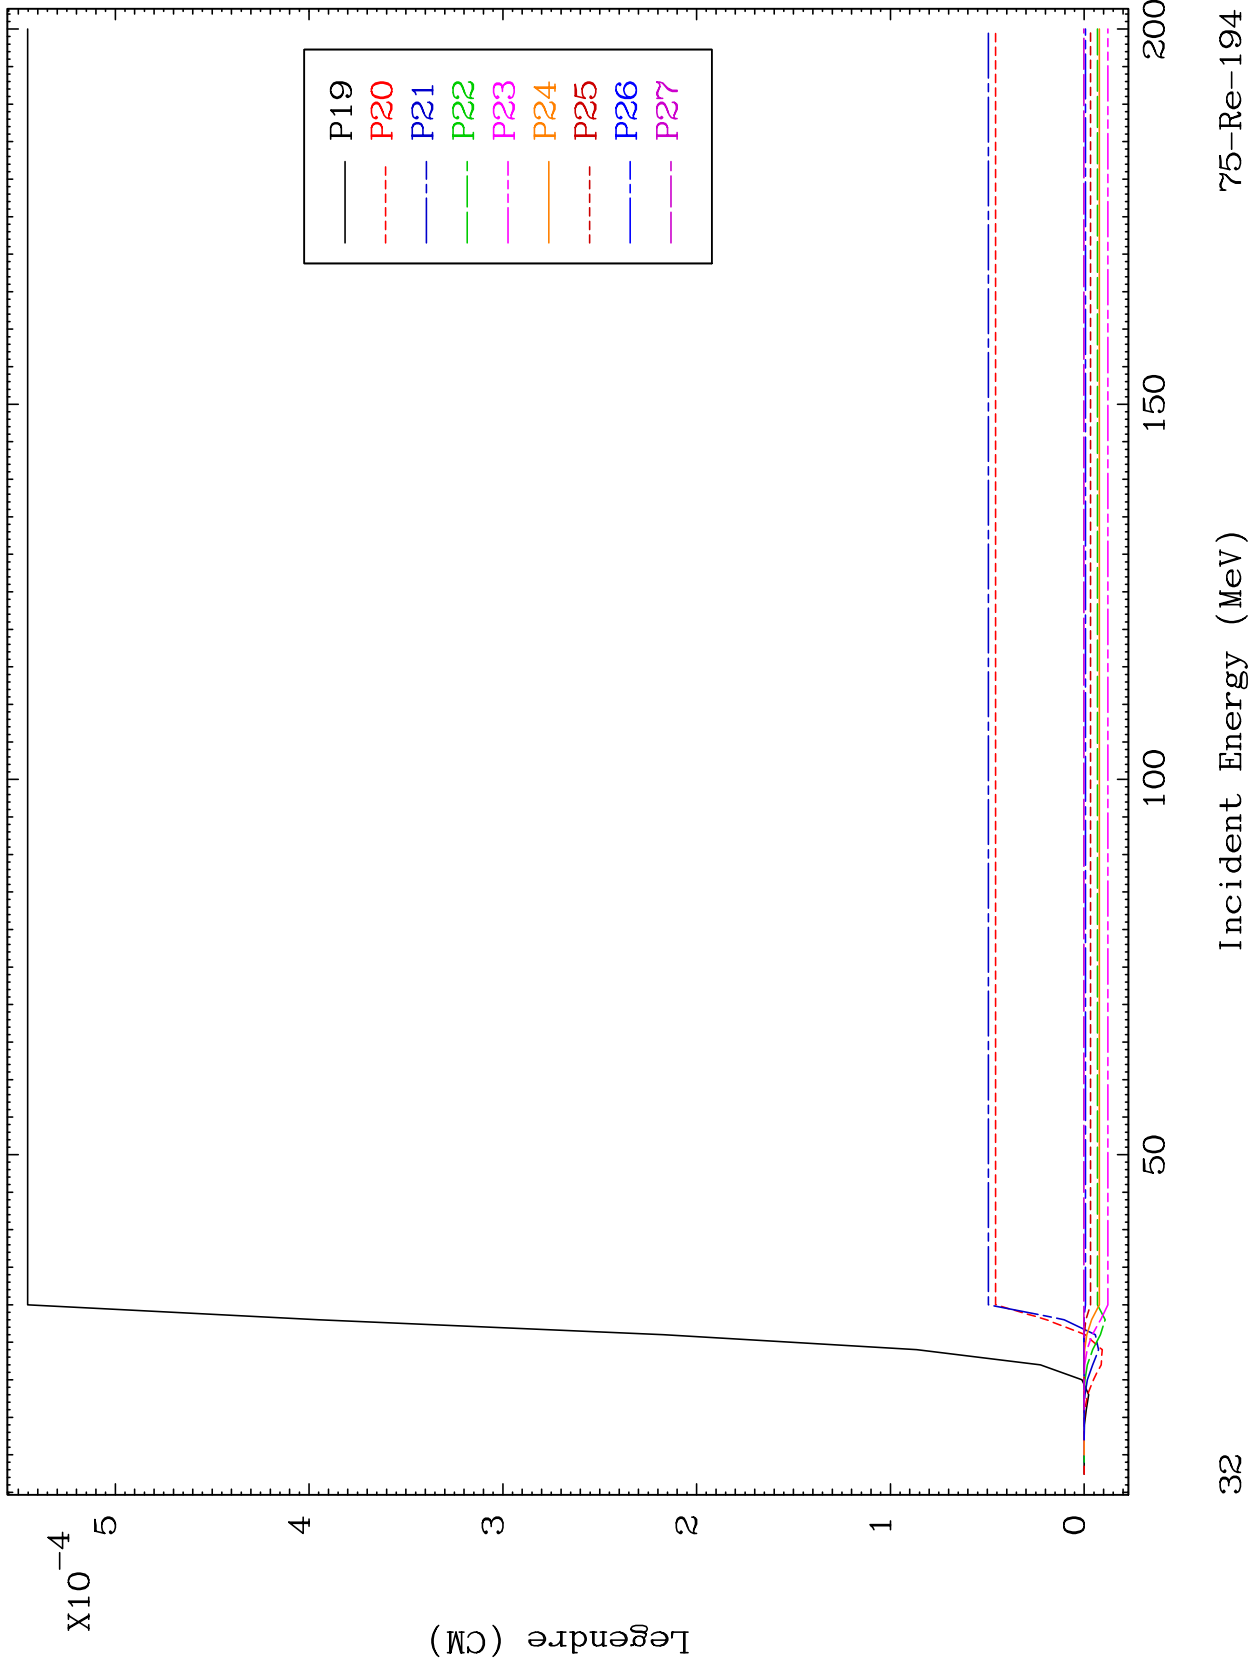 X10-4
5
4
3
2
1
0
Legendre (CM)
P19
P20
P21
P22
P23
P24
P25
P26
P27
50
100
150
200
Incident Energy (MeV)
32
75-Re-194